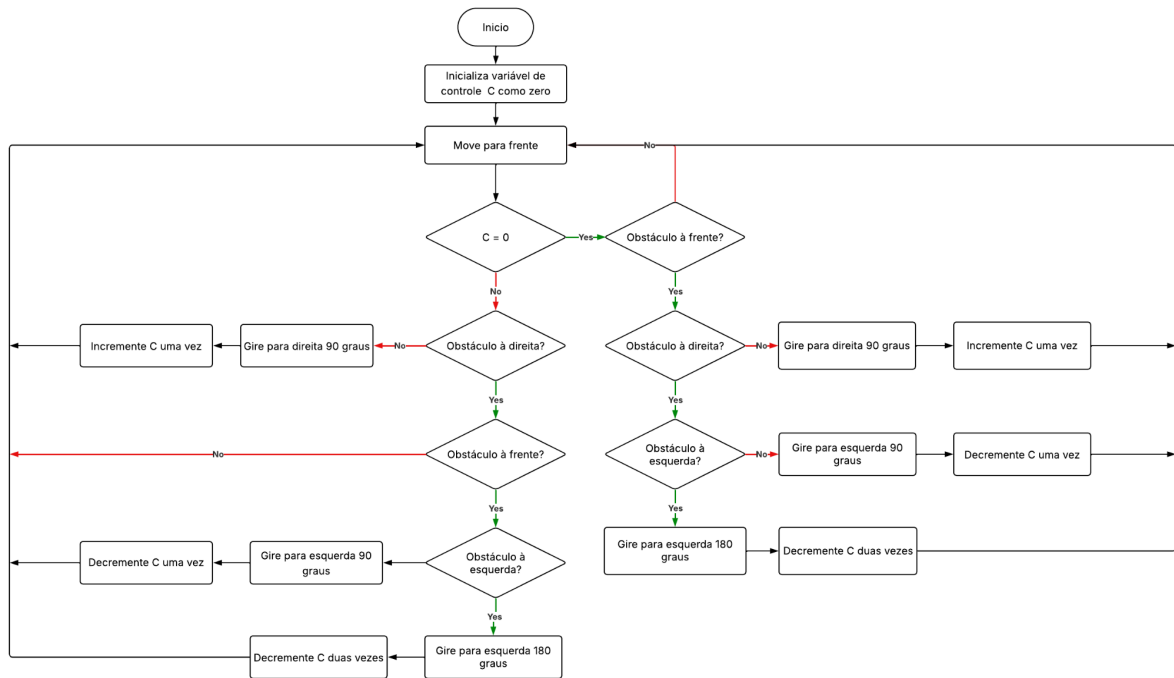 Inicio
Inicializa variável de
controle C como zero
Move para frente
No
C = 0
Yes
Obstáculo à frente?
No
Yes
Incremente C uma vez
Gire para direita 90 graus
No
Obstáculo à direita?
Obstáculo à direita?
No
Gire para direita 90 graus
Incremente C uma vez
Yes
Yes
No
Obstáculo à frente?
Obstáculo à
esquerda?
No
Gire para esquerda 90
graus
Decremente C uma vez
Yes
Yes
Decremente C uma vez
Gire para esquerda 90
graus
Obstáculo à
esquerda?
Gire para esquerda 180
graus
Decremente C duas vezes
Yes
Decremente C duas vezes
Gire para esquerda 180
graus